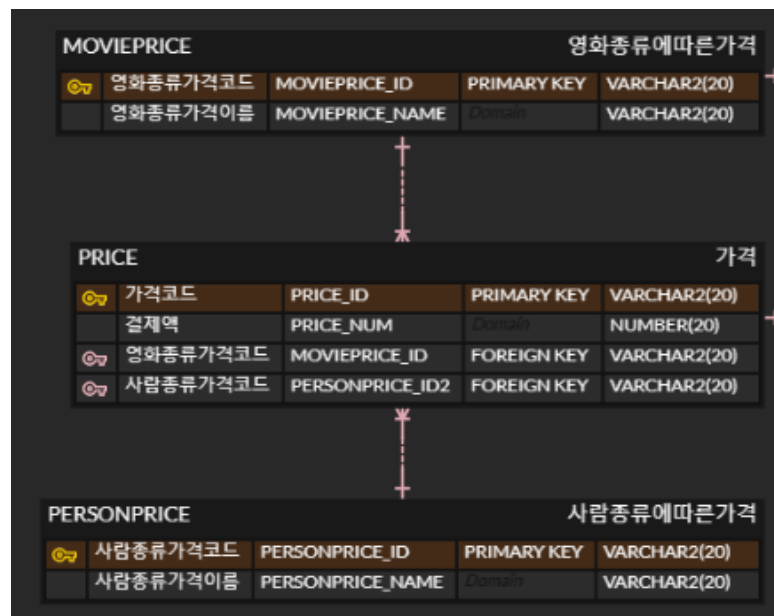 MOVIEPRICE 영화종류에따른가격
영화종류가격코드 MOVIEPRICE_ID PRIMARY KEY VARCHAR2(20)
영화종류가격이름 MOVIEPRICE_NAME Domain VARCHAR2(20)
PRICE 가격
가격코드 PRICE_ID PRIMARY KEY VARCHAR2(20)
결제액 PRICE_NUM Domain NUMBER(20)
영화종류가격코드 MOVIEPRICE_ID FOREIGN KEY VARCHAR2(20)
사람종류가격코드 PERSONPRICE_ID2 FOREIGN KEY VARCHAR2(20)
PERSONPRICE 사람종류에따른가격
사람종류가격코드 PERSONPRICE_ID PRIMARY KEY VARCHAR2(20)
사람종류가격이름 PERSONPRICE_NAME Domain VARCHAR2(20)